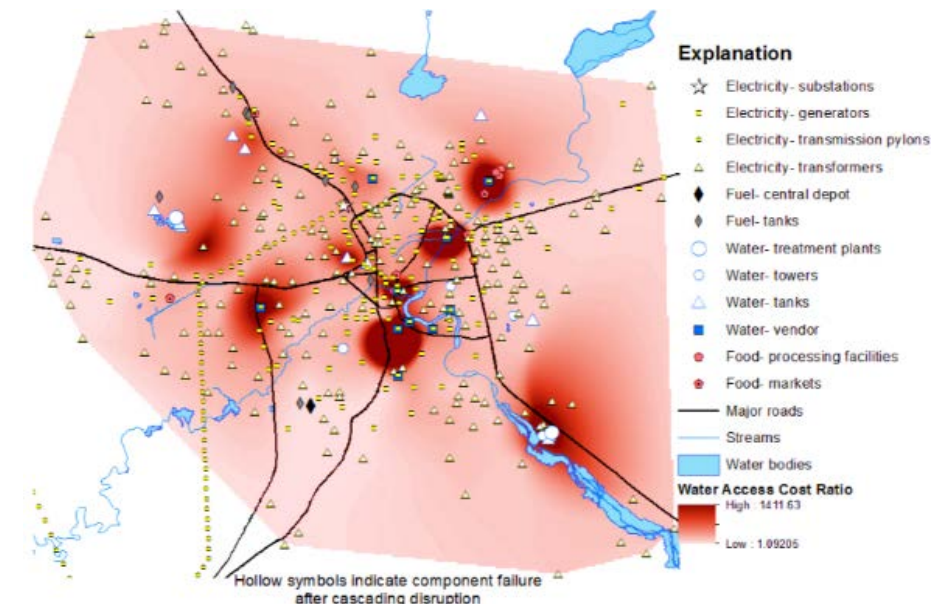 Explanation
Electricity- substations
Electricity- generators
Electricity- transmission pylons
Electricity- transformers
Fuel- central depot
Fuel- tanks
Water- treatment plants
Water- towers
Water- tanks
Water- vendor
Food- processing facilities
Food- markets
Major roads
Streams
Water bodies
Water Access Cost Ratio
High : 1411.63
Low : 1.09205
Hollow symbols indicate component failure
after cascading disruption